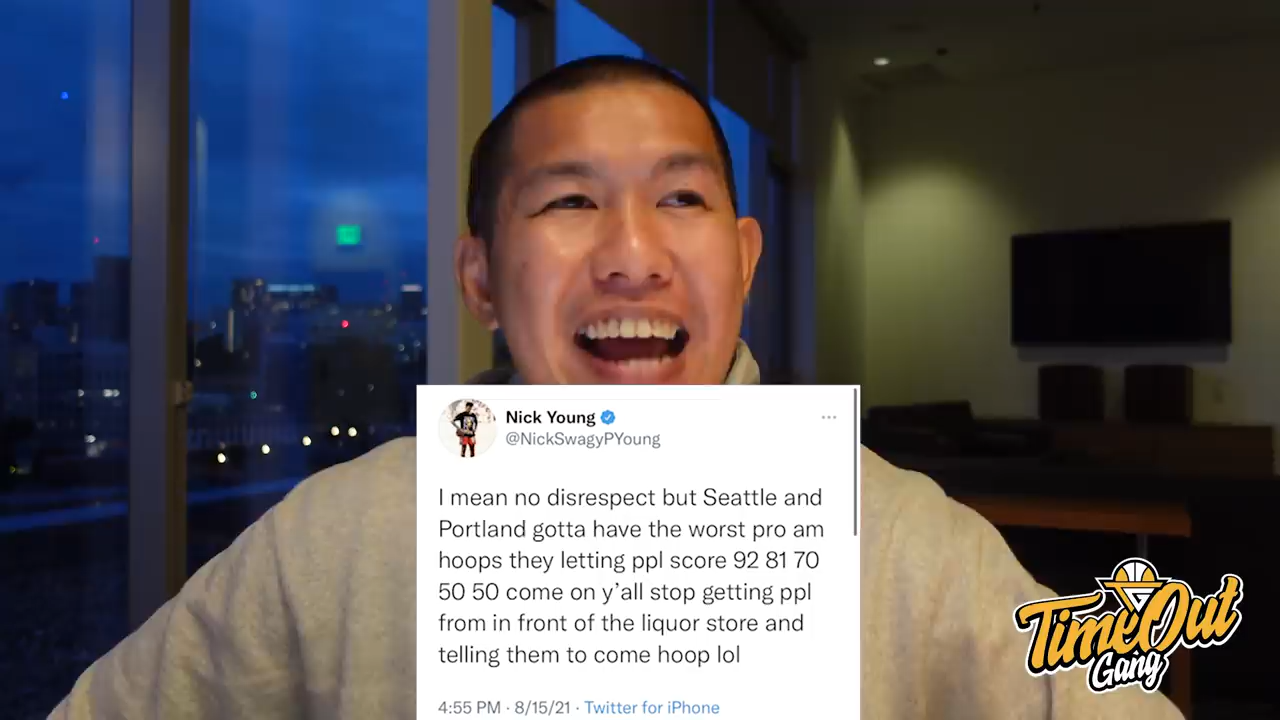 Nick Young
@NickSwagyPYoung
I mean no disrespect but Seattle and
Portland gotta have the worst pro am
hoops they letting ppl score 92 81 70
50 50 come on y’all stop getting ppl
from in front of the liquor store and
telling them to come hoop lol
4:55 PM · 8/15/21 · Twitter for iPhone
TimeOut
Gang